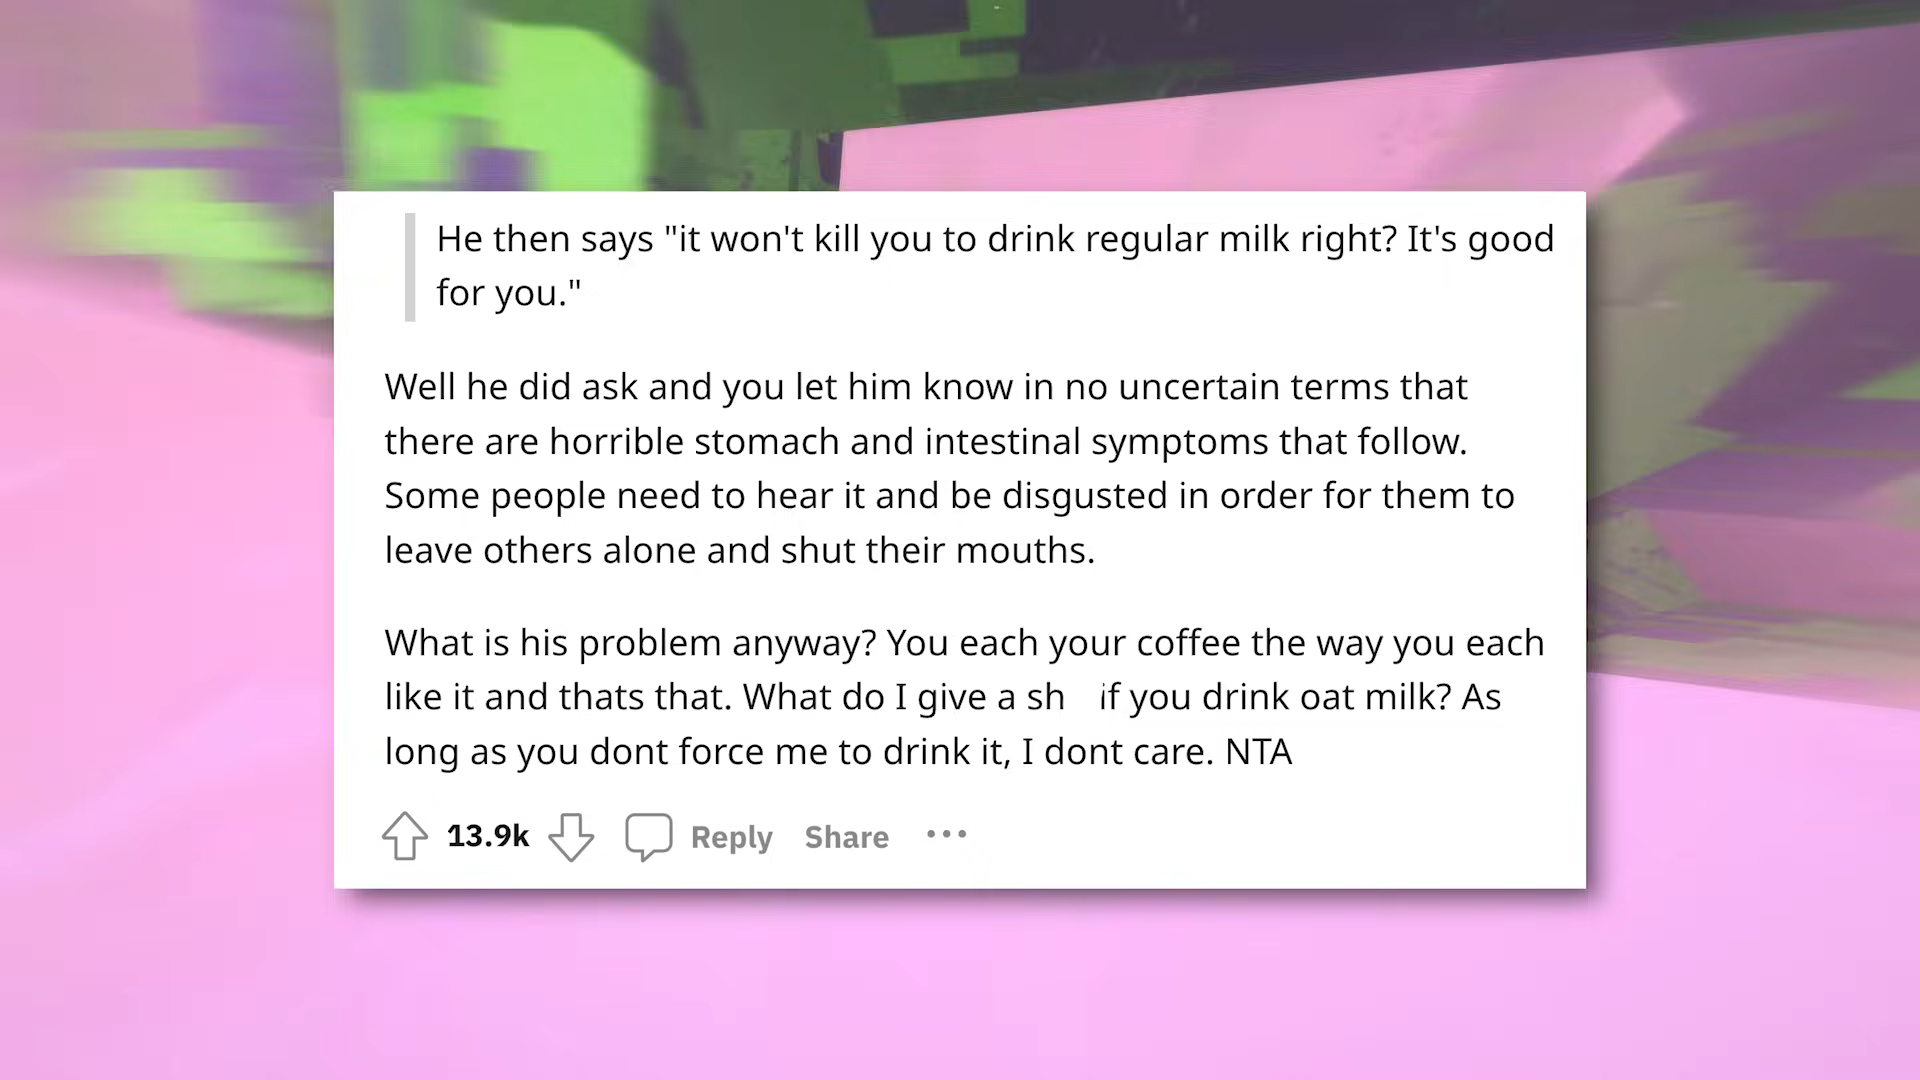 He then says "it won't kill you to drink regular milk right? It's good
for you."
Well he did ask and you let him know in no uncertain terms that
there are horrible stomach and intestinal symptoms that follow.
Some people need to hear it and be disgusted in order for them to
leave others alone and shut their mouths.
What is his problem anyway? You each your coffee the way you each
like it and thats that. What do I give a sh if you drink oat milk? As
long as you dont force me to drink it, I dont care. NTA
13.9k Reply Share ···